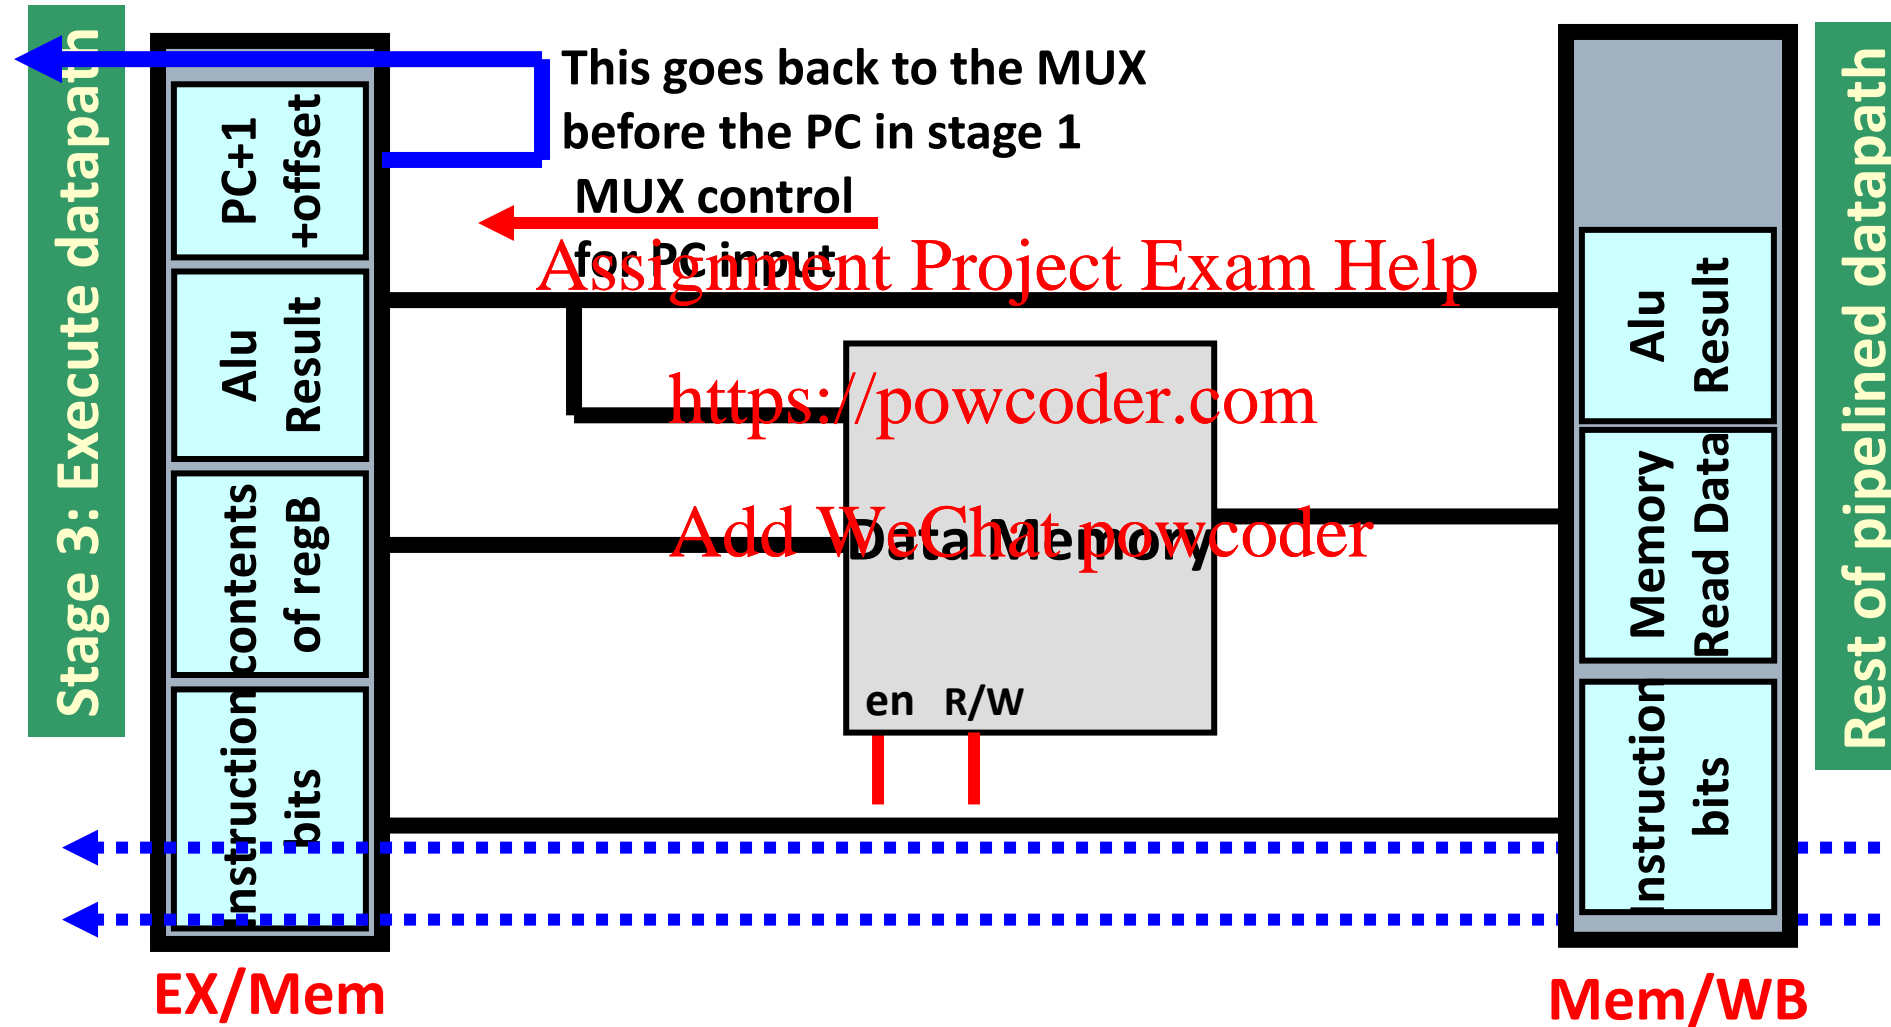 Stage 3: Execute datapath
PC+1
+offset
Alu
Result
contents
of regB
Instruction
bits
EX/Mem
This goes back to the MUX
before the PC in stage 1
MUX control
for PC input
Assignment Project Exam Help
https://powcoder.com
Add WeChat powcoder
Data Memory
en R/W
Alu
Result
Memory
Read Data
Instruction
bits
Mem/WB
Rest of pipelined datapath